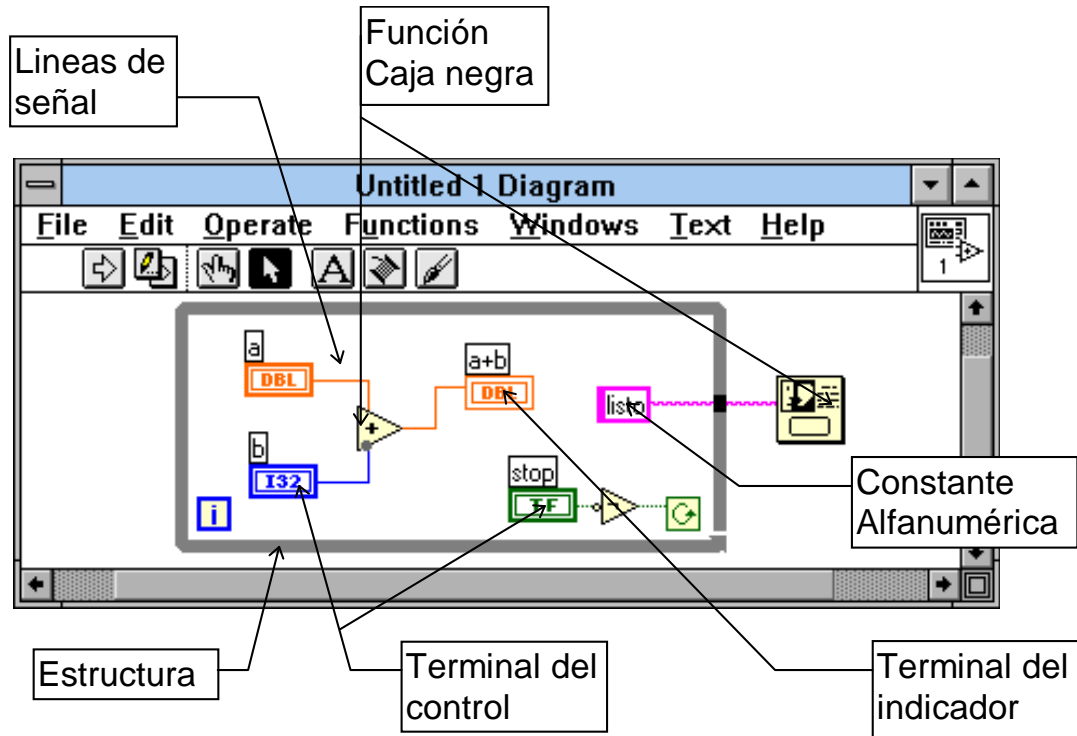 Función
Caja negra
Lineas de
señal
Untitled 1 Diagram
File Edit Operate Functions Windows Text Help
A
1
a
DBL
a+b
DBL
+
listo
b
I32
stop
TF
i
Constante
Alfanumérica
Estructura
Terminal del
control
Terminal del
indicador